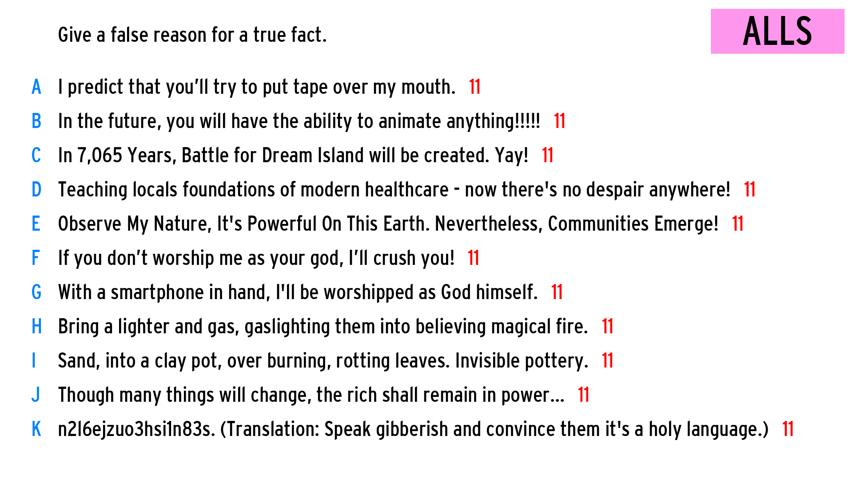 Give a false reason for a true fact.
ALLS
A I predict that you’ll try to put tape over my mouth. 11
B In the future, you will have the ability to animate anything!!!!! 11
C In 7,065 Years, Battle for Dream Island will be created. Yay! 11
D Teaching locals foundations of modern healthcare - now there's no despair anywhere! 11
E Observe My Nature, It's Powerful On This Earth. Nevertheless, Communities Emerge! 11
F If you don’t worship me as your god, I’ll crush you! 11
G With a smartphone in hand, I'll be worshipped as God himself. 11
H Bring a lighter and gas, gaslighting them into believing magical fire. 11
I Sand, into a clay pot, over burning, rotting leaves. Invisible pottery. 11
J Though many things will change, the rich shall remain in power... 11
K n2l6ejzuo3hsi1n83s. (Translation: Speak gibberish and convince them it's a holy language.) 11